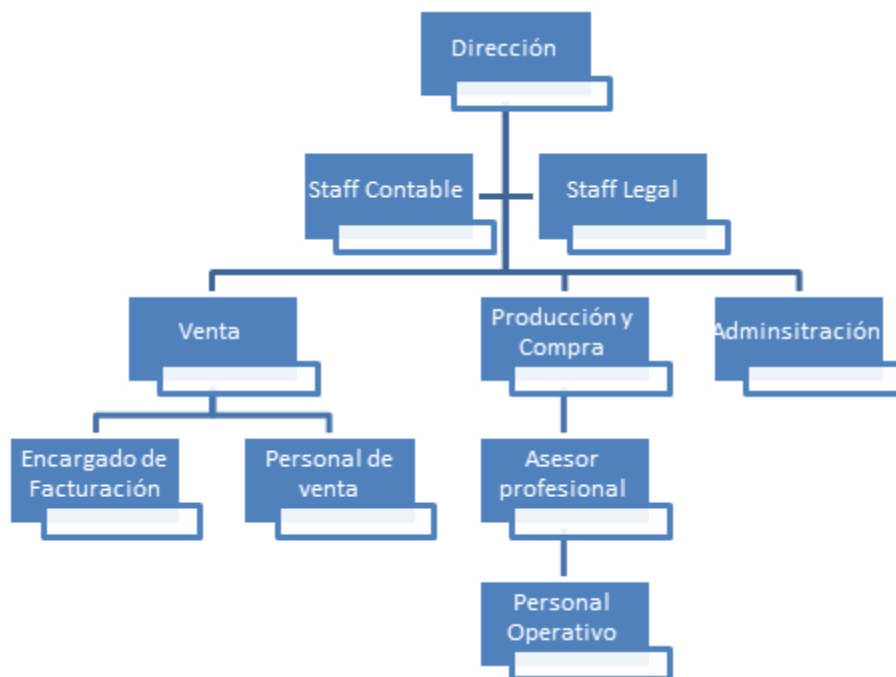 Dirección
Staff Contable
Staff Legal
Venta
Producción y
Compra
Adminsitración
Encargado de
Facturación
Personal de
venta
Asesor
profesional
Personal
Operativo